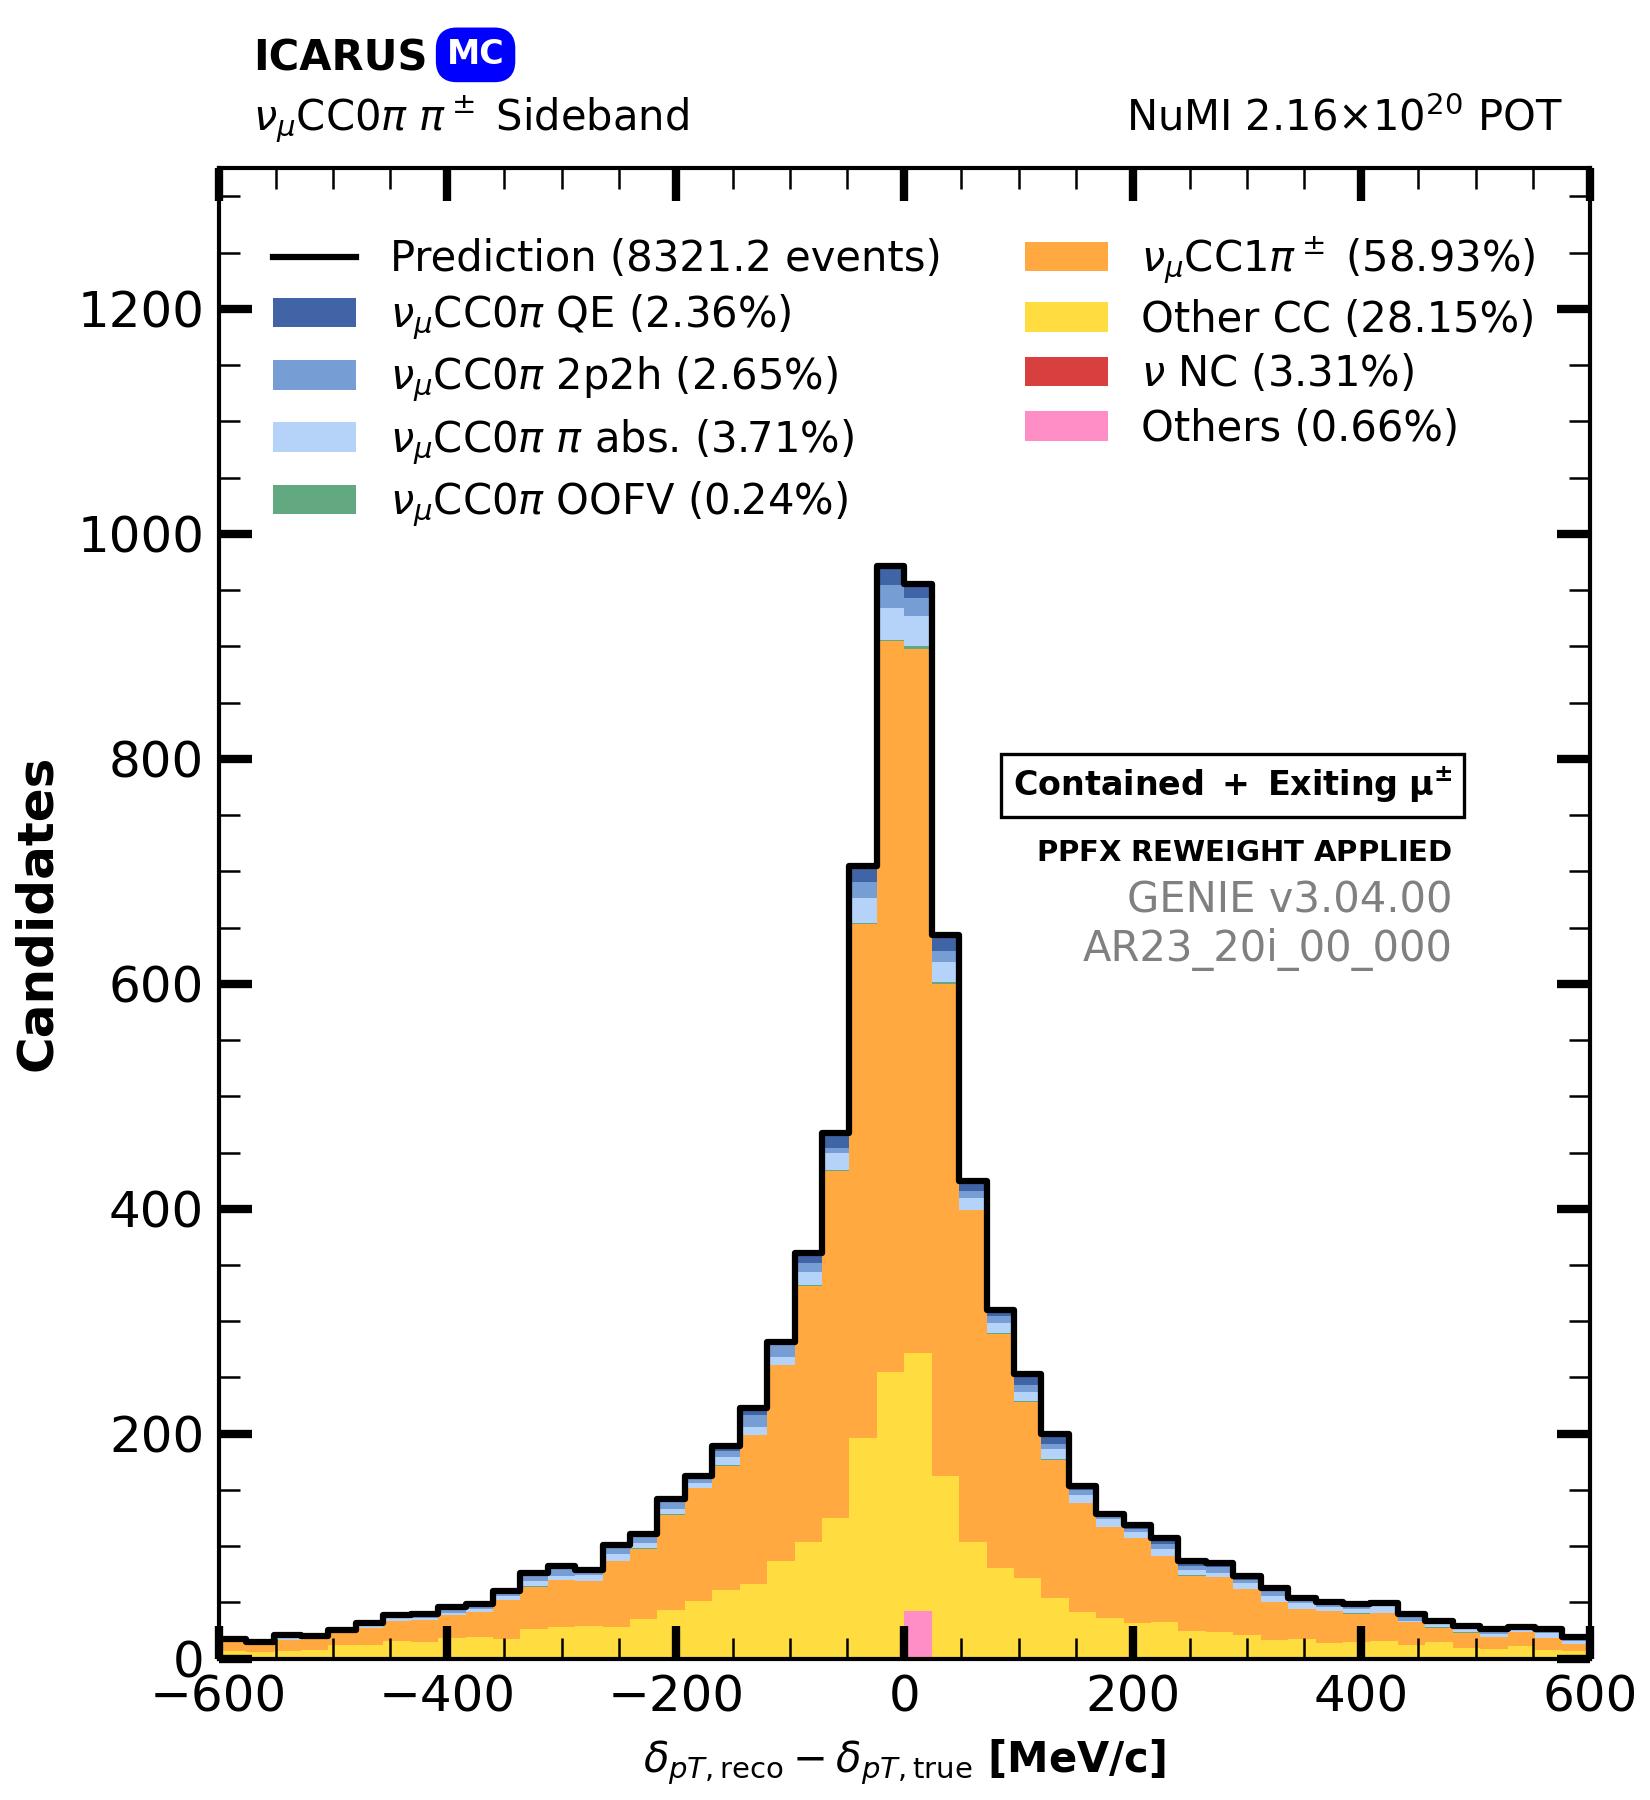 ICARUS MC
νμCC0π π± Sideband
NuMI 2.16×10²⁰ POT
Prediction (8321.2 events)
νμCC0π QE (2.36%)
νμCC0π 2p2h (2.65%)
νμCC0π π abs. (3.71%)
νμCC0π OOFV (0.24%)
νμCC1π± (58.93%)
Other CC (28.15%)
ν NC (3.31%)
Others (0.66%)
Contained + Exiting μ±
PPFX REWEIGHT APPLIED
GENIE v3.04.00
AR23_20i_00_000
Candidates
1200
1000
800
600
400
200
0
−600 −400 −200 0 200 400 600
δpT,reco − δpT,true [MeV/c]